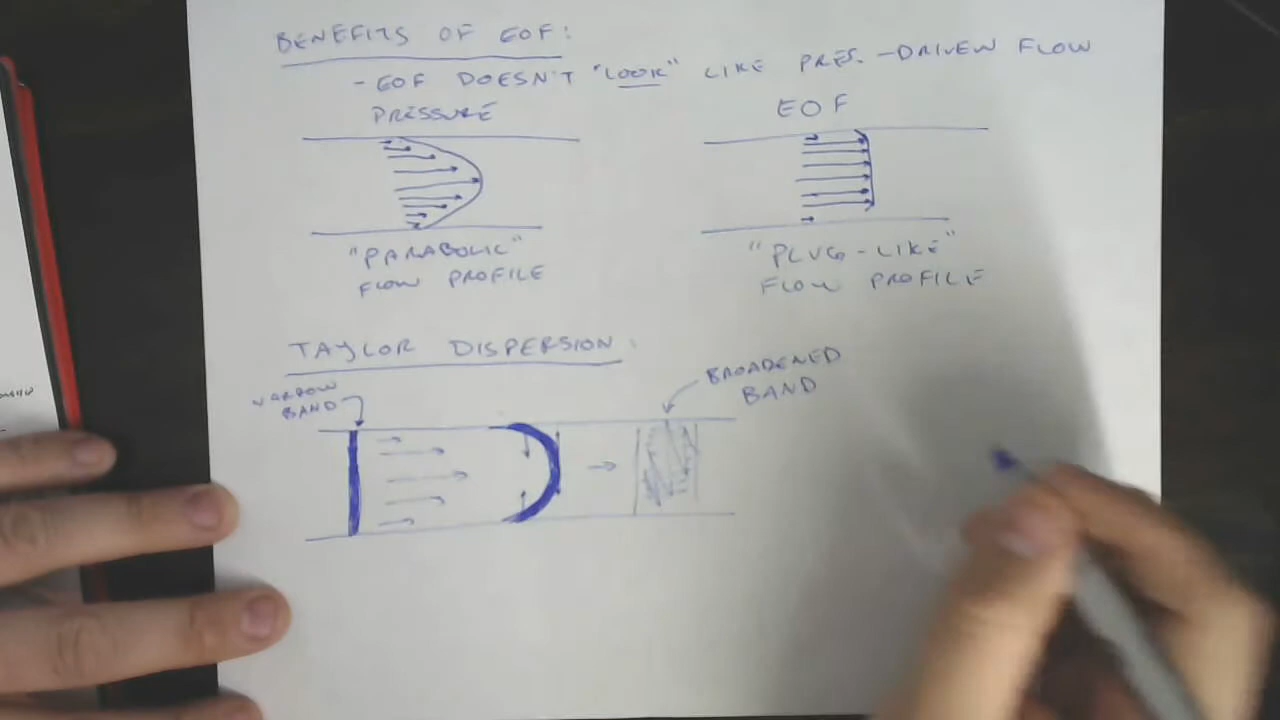 BENEFITS OF EOF:
- EOF DOESN'T "LOOK" LIKE PRES. -DRIVEN FLOW
PRESSURE
EOF
"PARABOLIC"
FLOW PROFILE
"PLUG-LIKE"
FLOW PROFILE
TAYLOR DISPERSION:
NARROW
BAND
BROADENED
BAND